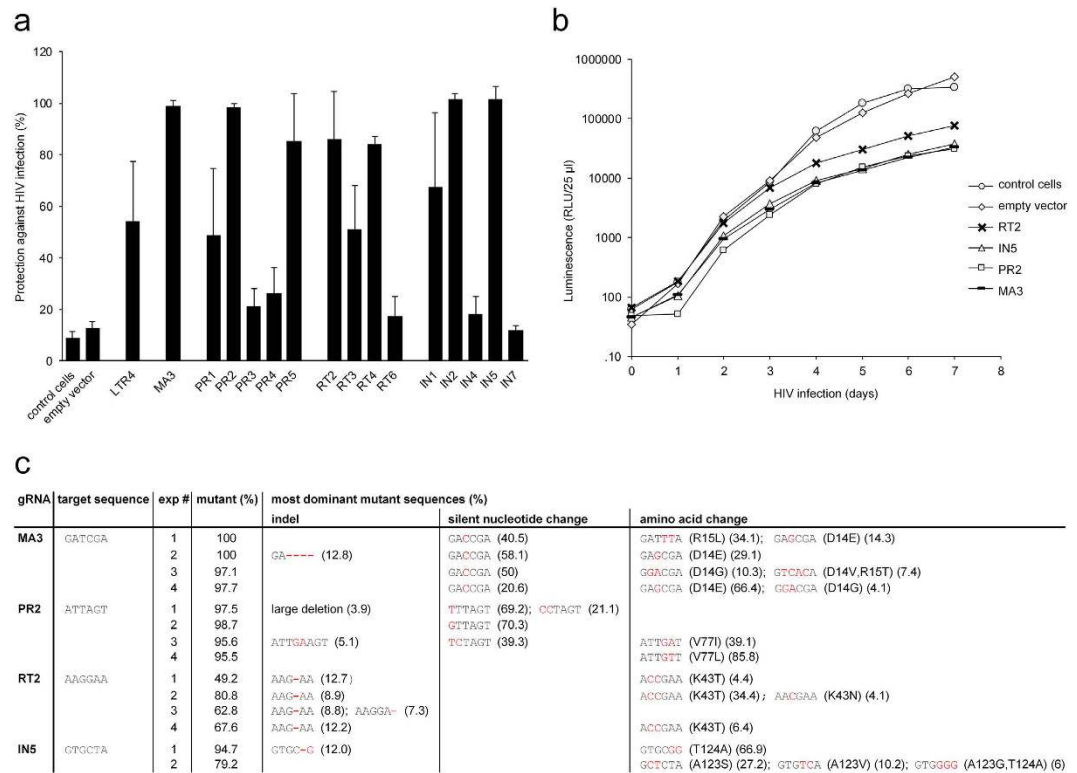 a
120
100
80
60
40
20
0
Protection against HIV infection (%)
control cells
empty vector
LTR4
MA3
PR1
PR2
PR3
PR4
PR5
RT2
RT3
RT4
RT6
IN1
IN2
IN4
IN5
IN7
b
1000000
100000
10000
1000
100
.10
Luminescence (RLU/25 µl)
0 1 2 3 4 5 6 7 8
HIV infection (days)
control cells
empty vector
RT2
IN5
PR2
MA3
c
gRNA target sequence exp # mutant (%) most dominant mutant sequences (%)
indel silent nucleotide change amino acid change
MA3 GATCGA 1 100 GACCGA (40.5) GATTTA (R15L) (34.1); GAGCGA (D14E) (14.3)
2 100 GA---- (12.8) GACCGA (58.1) GAGCGA (D14E) (29.1)
3 97.1 GACCGA (50) GGACGA (D14G) (10.3); GTCACA (D14V,R15T) (7.4)
4 97.7 GACCGA (20.6) GAGCGA (D14E) (66.4); GGACGA (D14G) (4.1)
PR2 ATTAGT 1 97.5 large deletion (3.9) TTTAGT (69.2); CCTAGT (21.1)
2 98.7 GTTAGT (70.3)
3 95.6 ATTGAAGT (5.1) TCTAGT (39.3) ATTGAT (V77I) (39.1)
4 95.5 ATTGTT (V77L) (85.8)
RT2 AAGGAA 1 49.2 AAG-AA (12.7) ACCGAA (K43T) (4.4)
2 80.8 AAG-AA (8.9) ACCGAA (K43T) (34.4); AACGAA (K43N) (4.1)
3 62.8 AAG-AA (8.8); AAGGA- (7.3)
4 67.6 AAG-AA (12.2) ACCGAA (K43T) (6.4)
IN5 GTGCTA 1 94.7 GTGC-G (12.0) GTGCGG (T124A) (66.9)
2 79.2 GCTCTA (A123S) (27.2); GTGTCA (A123V) (10.2); GTGGGG (A123G,T124A) (6)